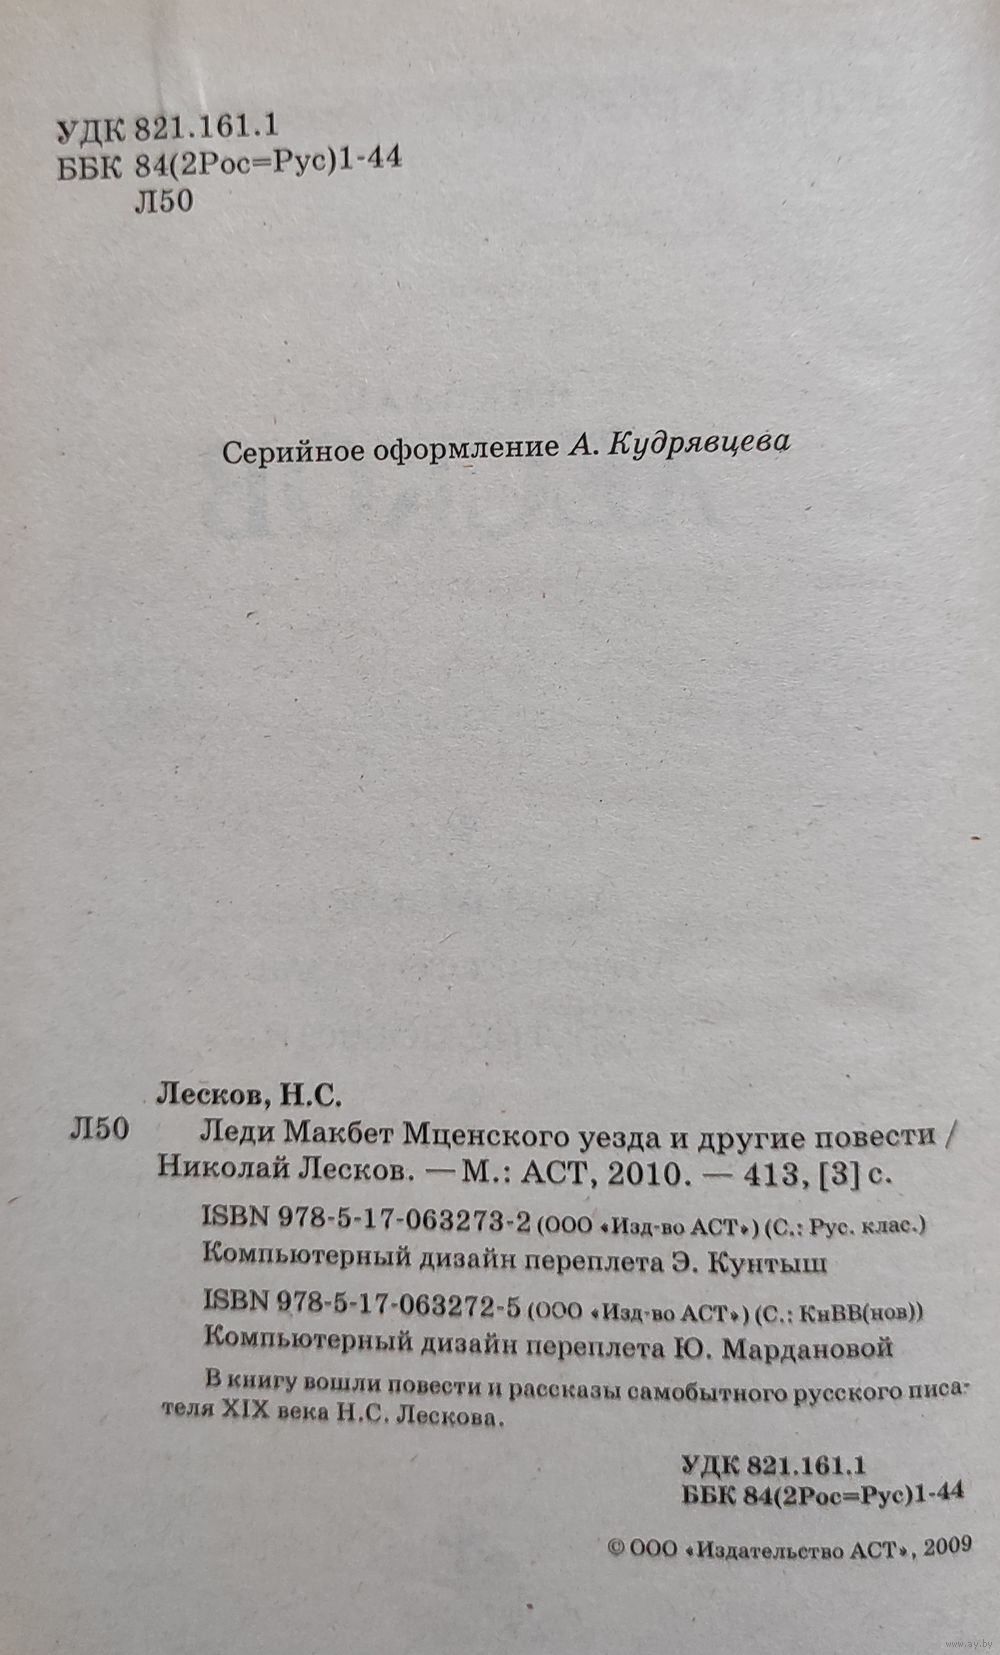 УДК 821.161.1
ББК 84(2Рос=Рус)1-44
Л50
Серийное оформление А. Кудрявцева
Лесков, Н.С.
Л50 Леди Макбет Мценского уезда и другие повести /
Николай Лесков. — М.: АСТ, 2010. — 413, [3] с.
ISBN 978-5-17-063273-2 (ООО «Изд-во АСТ») (С.: Рус. клас.)
Компьютерный дизайн переплета Э. Кунтыш
ISBN 978-5-17-063272-5 (ООО «Изд-во АСТ») (С.: КнВВ(нов))
Компьютерный дизайн переплета Ю. Мардановой
В книгу вошли повести и рассказы самобытного русского писа-
теля XIX века Н.С. Лескова.
УДК 821.161.1
ББК 84(2Рос=Рус)1-44
© ООО «Издательство АСТ», 2009
www.ay.by